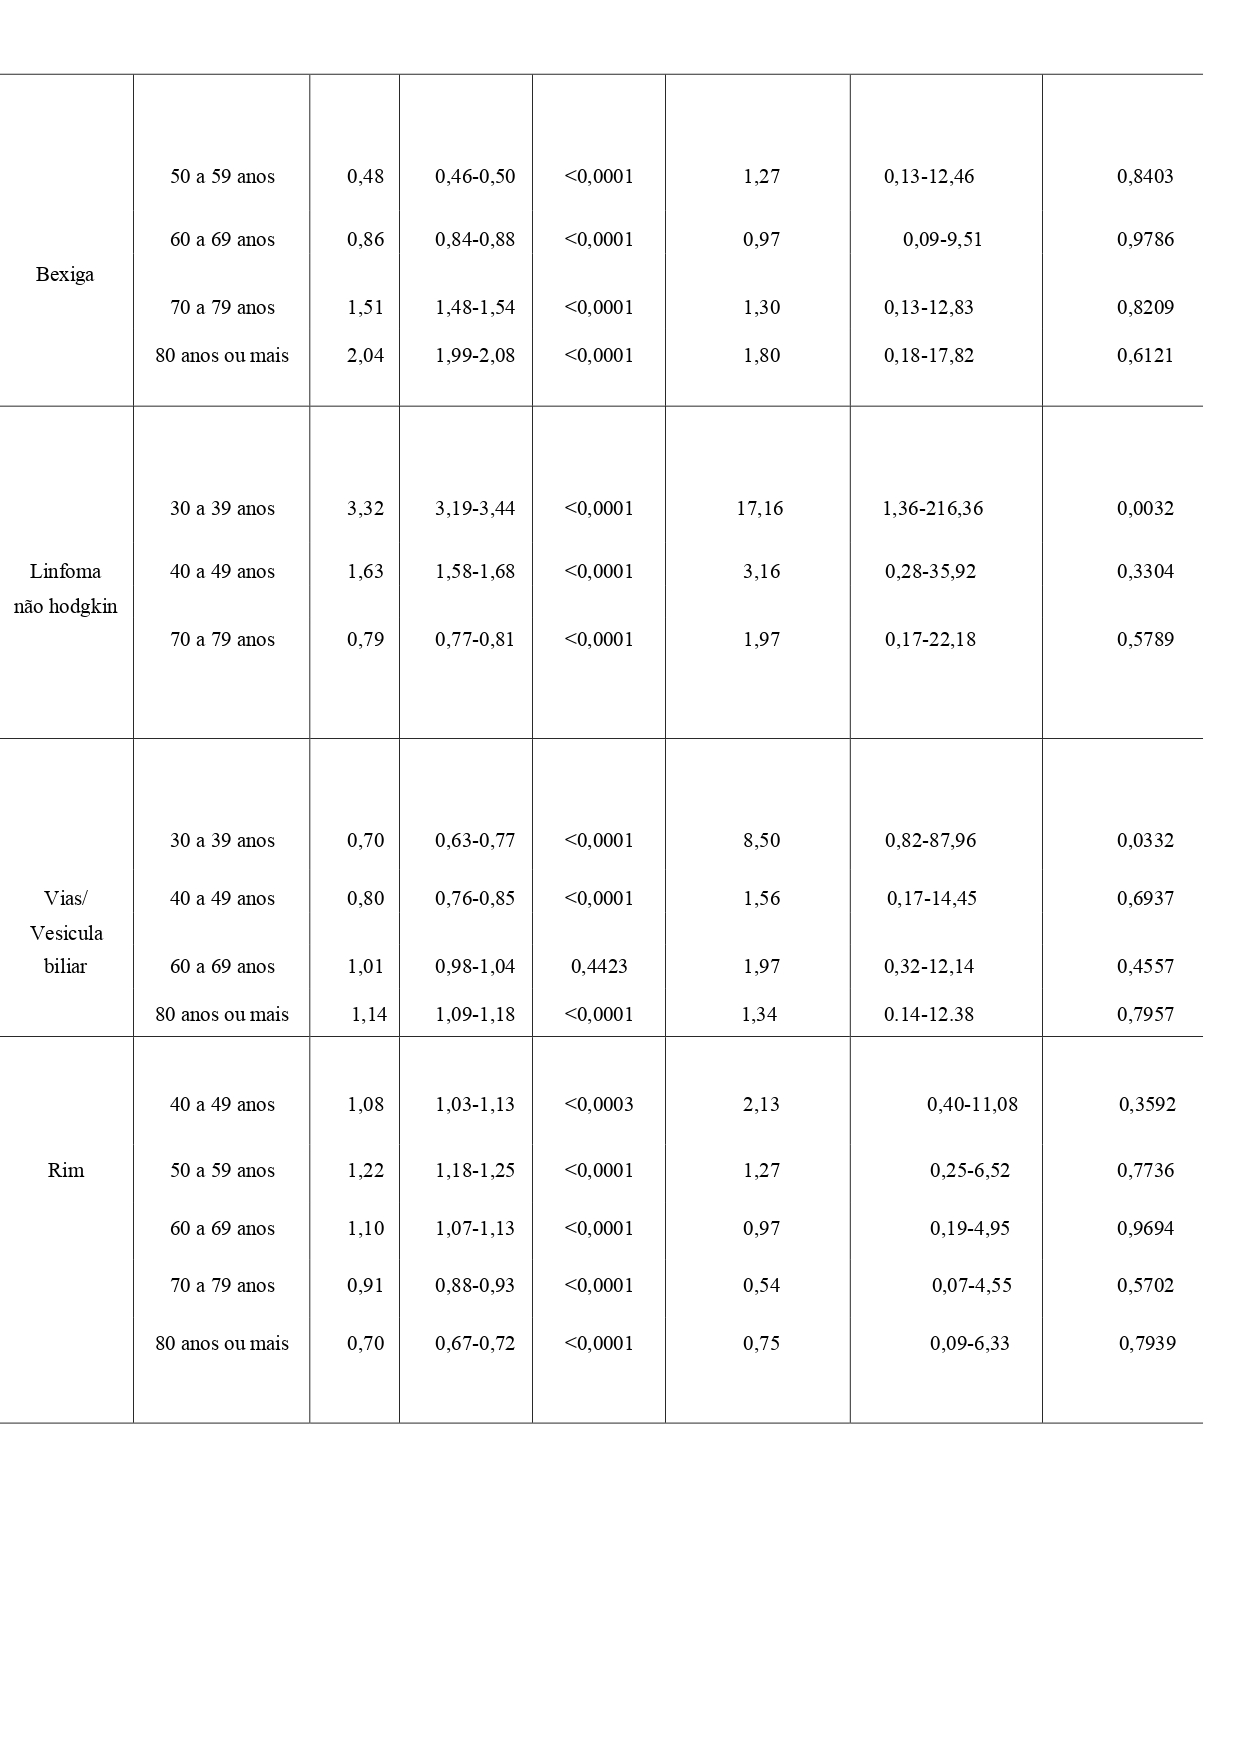 50 a 59 anos 0,48 0,46-0,50 <0,0001 1,27 0,13-12,46 0,8403
60 a 69 anos 0,86 0,84-0,88 <0,0001 0,97 0,09-9,51 0,9786
Bexiga
70 a 79 anos 1,51 1,48-1,54 <0,0001 1,30 0,13-12,83 0,8209
80 anos ou mais 2,04 1,99-2,08 <0,0001 1,80 0,18-17,82 0,6121
30 a 39 anos 3,32 3,19-3,44 <0,0001 17,16 1,36-216,36 0,0032
Linfoma 40 a 49 anos 1,63 1,58-1,68 <0,0001 3,16 0,28-35,92 0,3304
não hodgkin
70 a 79 anos 0,79 0,77-0,81 <0,0001 1,97 0,17-22,18 0,5789
30 a 39 anos 0,70 0,63-0,77 <0,0001 8,50 0,82-87,96 0,0332
Vias/ 40 a 49 anos 0,80 0,76-0,85 <0,0001 1,56 0,17-14,45 0,6937
Vesicula
biliar 60 a 69 anos 1,01 0,98-1,04 0,4423 1,97 0,32-12,14 0,4557
80 anos ou mais 1,14 1,09-1,18 <0,0001 1,34 0.14-12.38 0,7957
40 a 49 anos 1,08 1,03-1,13 <0,0003 2,13 0,40-11,08 0,3592
Rim 50 a 59 anos 1,22 1,18-1,25 <0,0001 1,27 0,25-6,52 0,7736
60 a 69 anos 1,10 1,07-1,13 <0,0001 0,97 0,19-4,95 0,9694
70 a 79 anos 0,91 0,88-0,93 <0,0001 0,54 0,07-4,55 0,5702
80 anos ou mais 0,70 0,67-0,72 <0,0001 0,75 0,09-6,33 0,7939